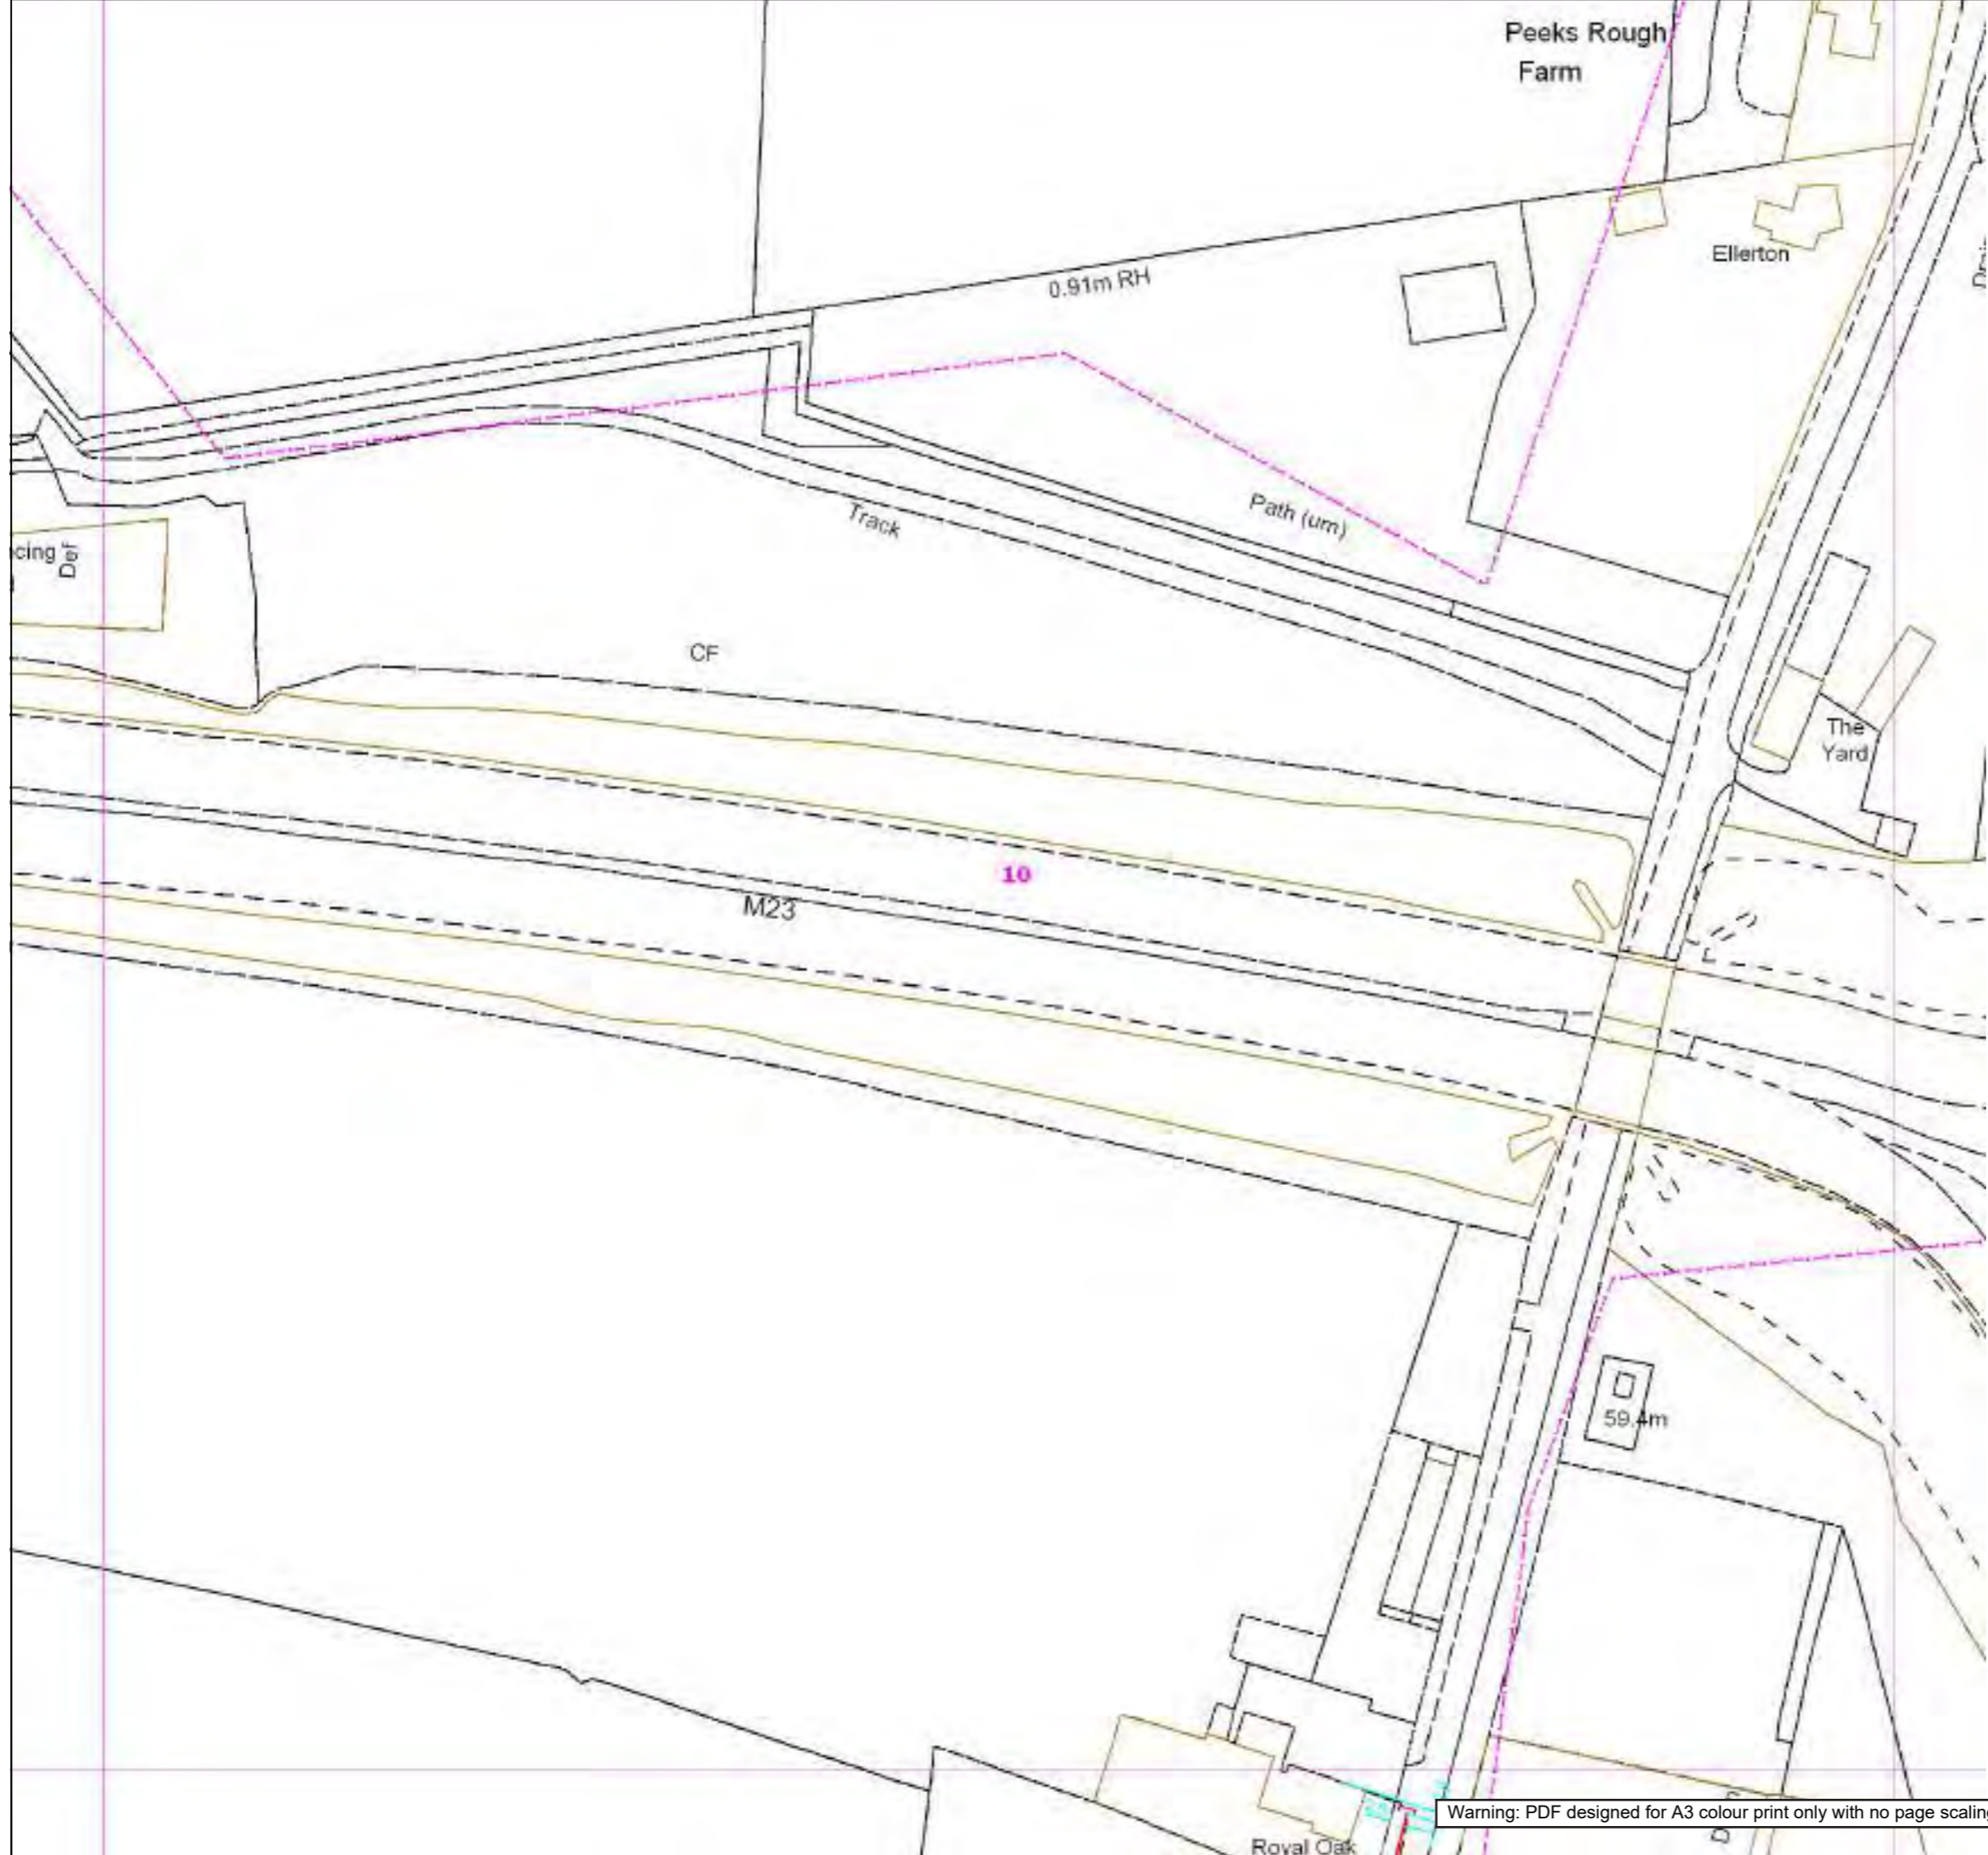 Peeks Rough
Farm
Ellerton
0.91m RH
Path (um)
Track
cing
Def
CF
The
Yard
10
M23
59.4m
Warning: PDF designed for A3 colour print only with no page scaling
Royal Oak